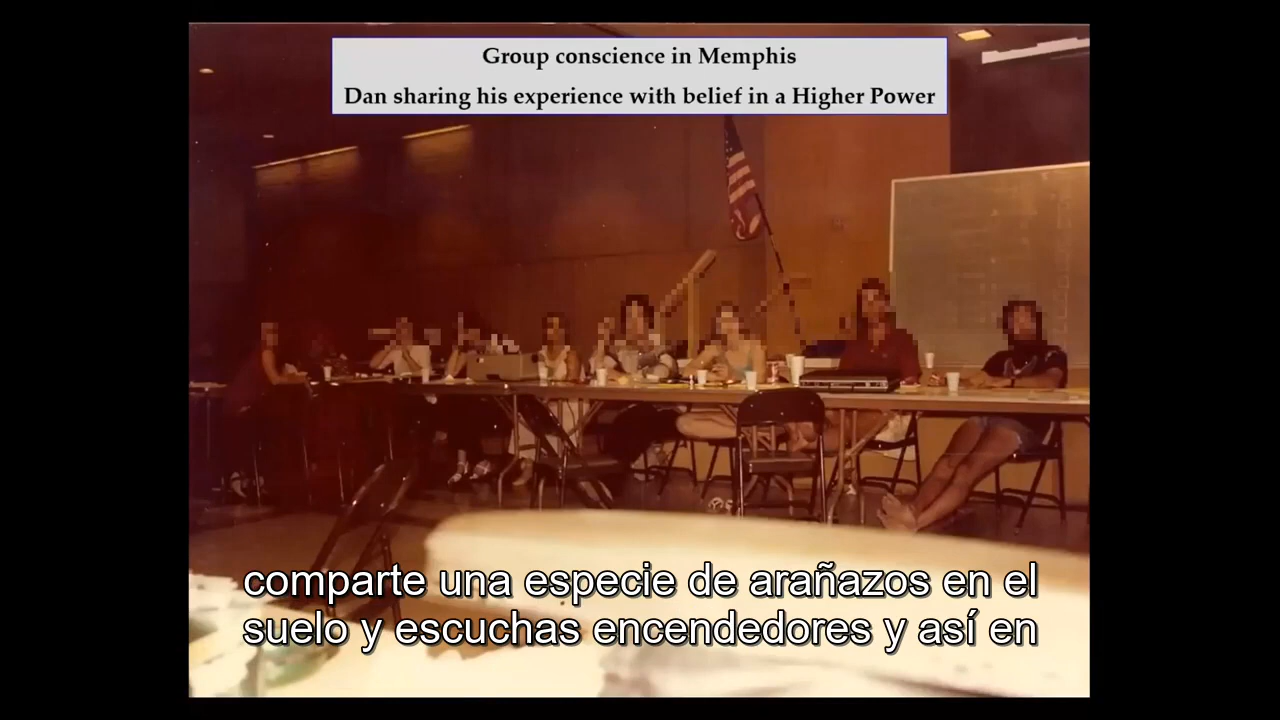 Group conscience in Memphis
Dan sharing his experience with belief in a Higher Power
comparte una especie de arañazos en el
suelo y escuchas encendedores y así en